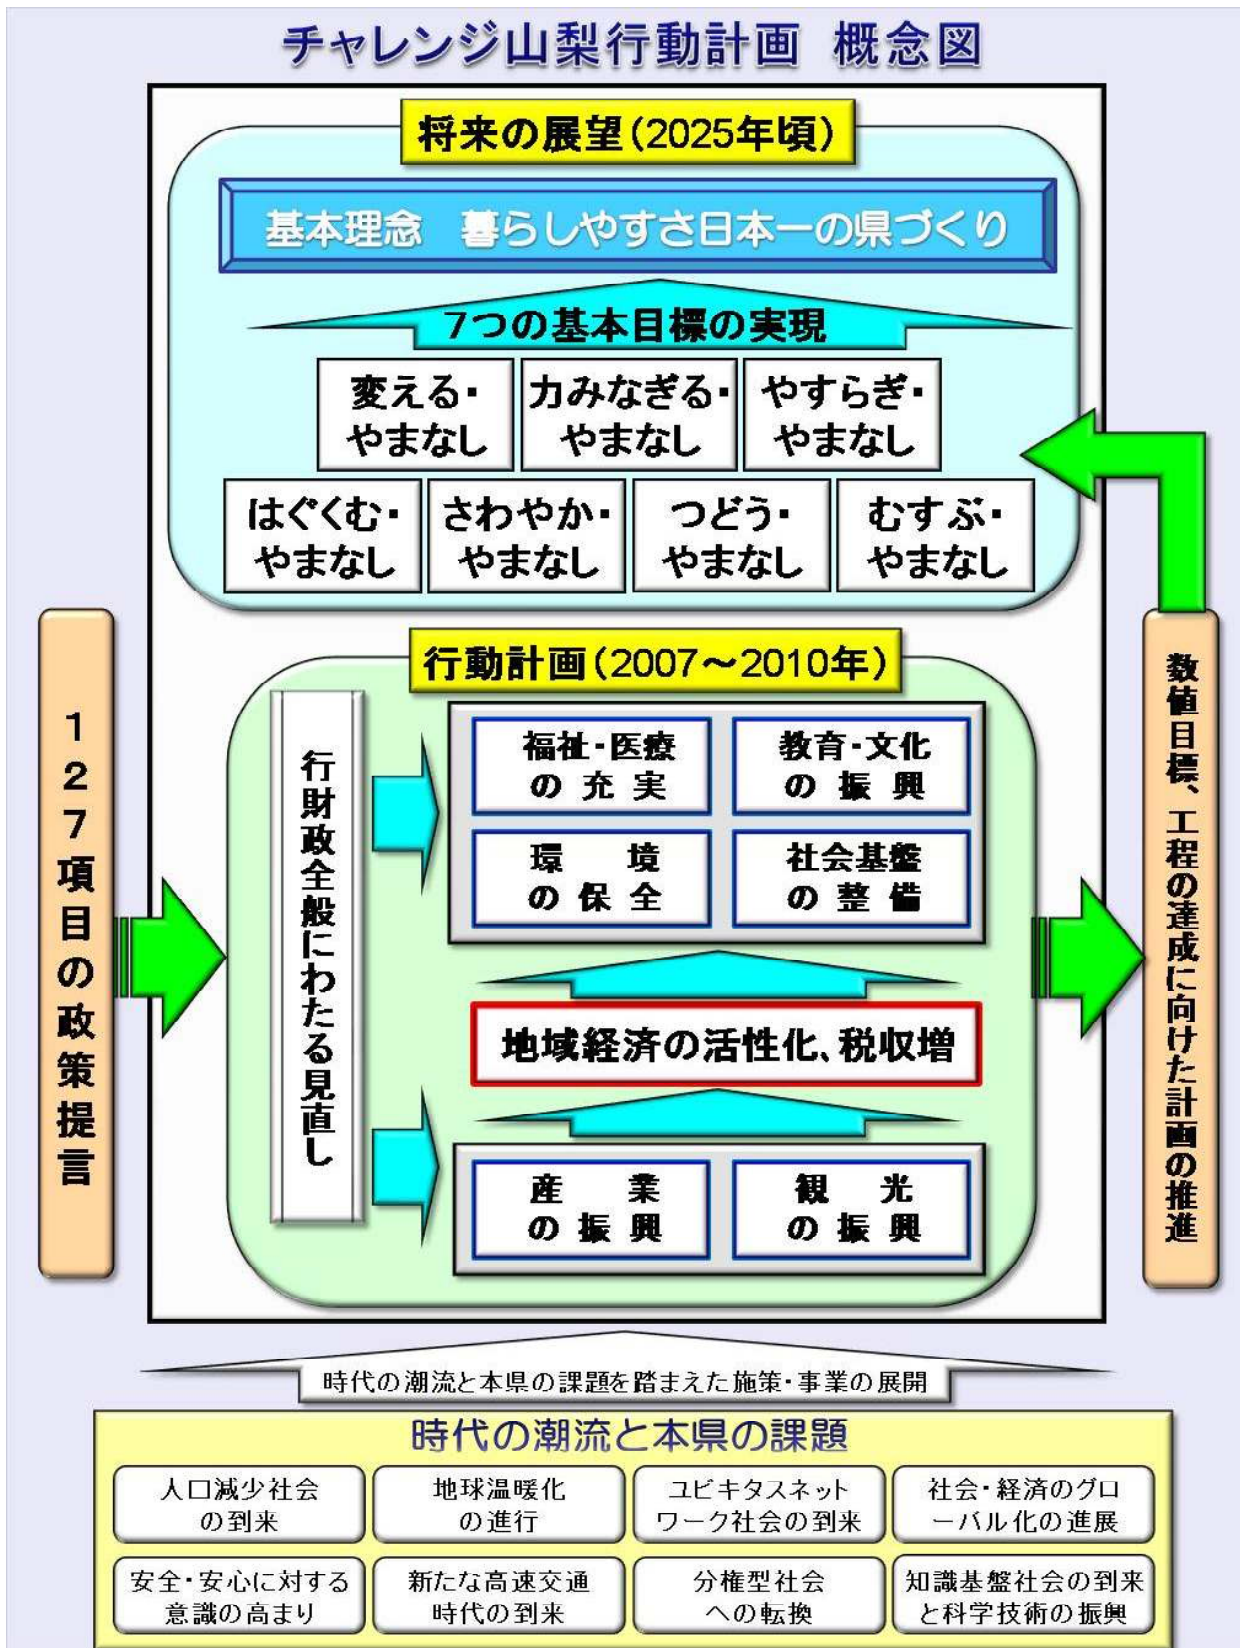 チャレンジ山梨行動計画 概念図
将来の展望(2025年頃)
基本理念 暮らしやすさ日本一の県づくり
7つの基本目標の実現
変える・
やまなし
力みなぎる・
やまなし
やすらぎ・
やまなし
はぐくむ・
やまなし
さわやか・
やまなし
つどう・
やまなし
むすぶ・
やまなし
127項目の政策提言
行動計画(2007～2010年)
行財政全般にわたる見直し
福祉・医療
の充実
教育・文化
の振興
環境
の保全
社会基盤
の整備
地域経済の活性化、税収増
産業
の振興
観光
の振興
数値目標、工程の達成に向けた計画の推進
時代の潮流と本県の課題を踏まえた施策・事業の展開
時代の潮流と本県の課題
人口減少社会
の到来
地球温暖化
の進行
ユビキタスネット
ワーク社会の到来
社会・経済のグロ
ーバル化の進展
安全・安心に対する
意識の高まり
新たな高速交通
時代の到来
分権型社会
への転換
知識基盤社会の到来
と科学技術の振興